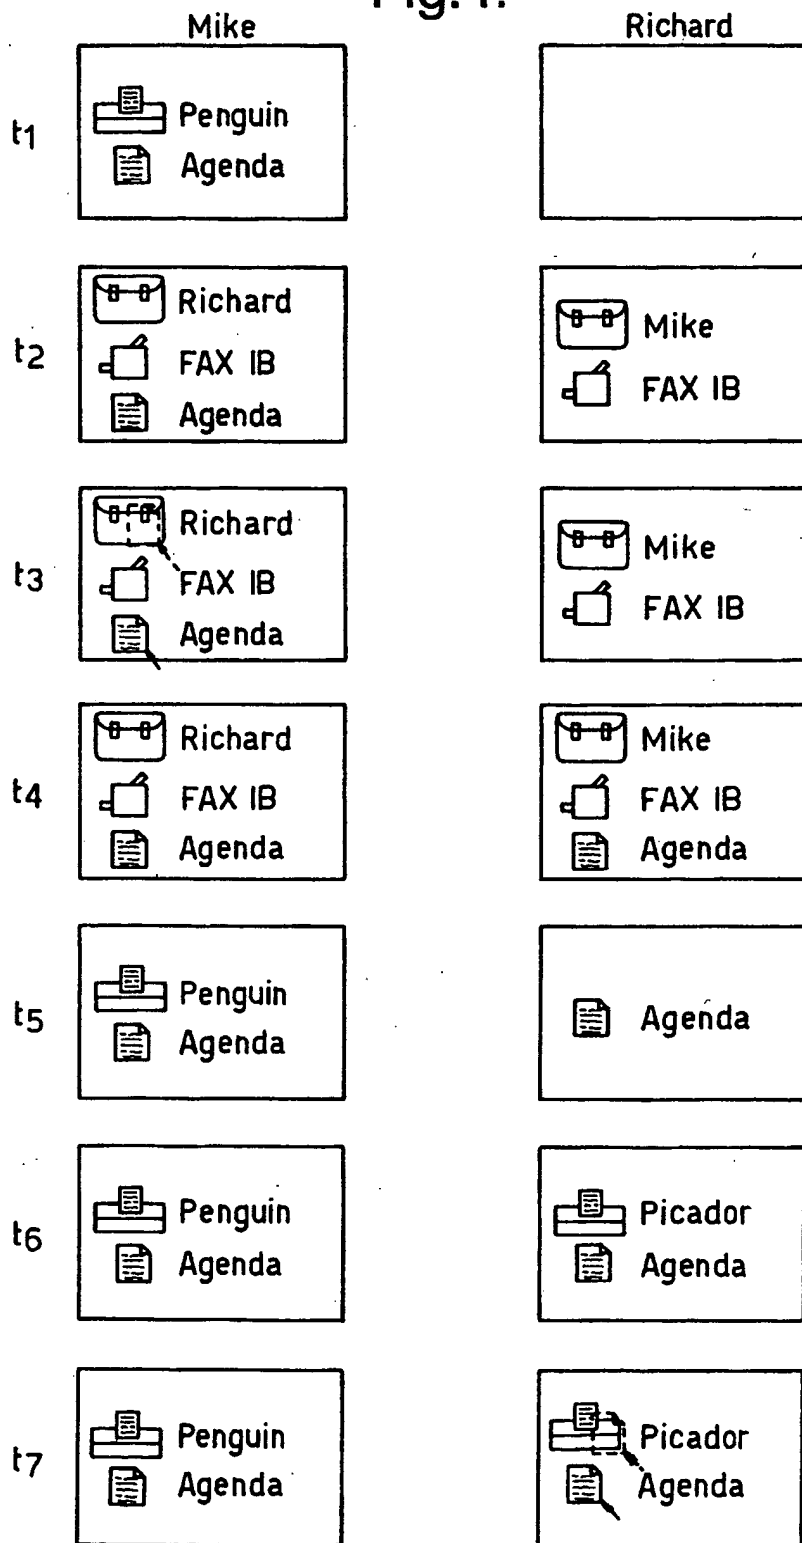 Fig.1.
Mike Richard
t1
Penguin
Agenda
t2
Richard Mike
FAX IB FAX IB
Agenda
t3
Richard Mike
FAX IB FAX IB
Agenda
t4
Richard Mike
FAX IB FAX IB
Agenda Agenda
t5
Penguin
Agenda Agenda
t6
Penguin Picador
Agenda Agenda
t7
Penguin Picador
Agenda Agenda